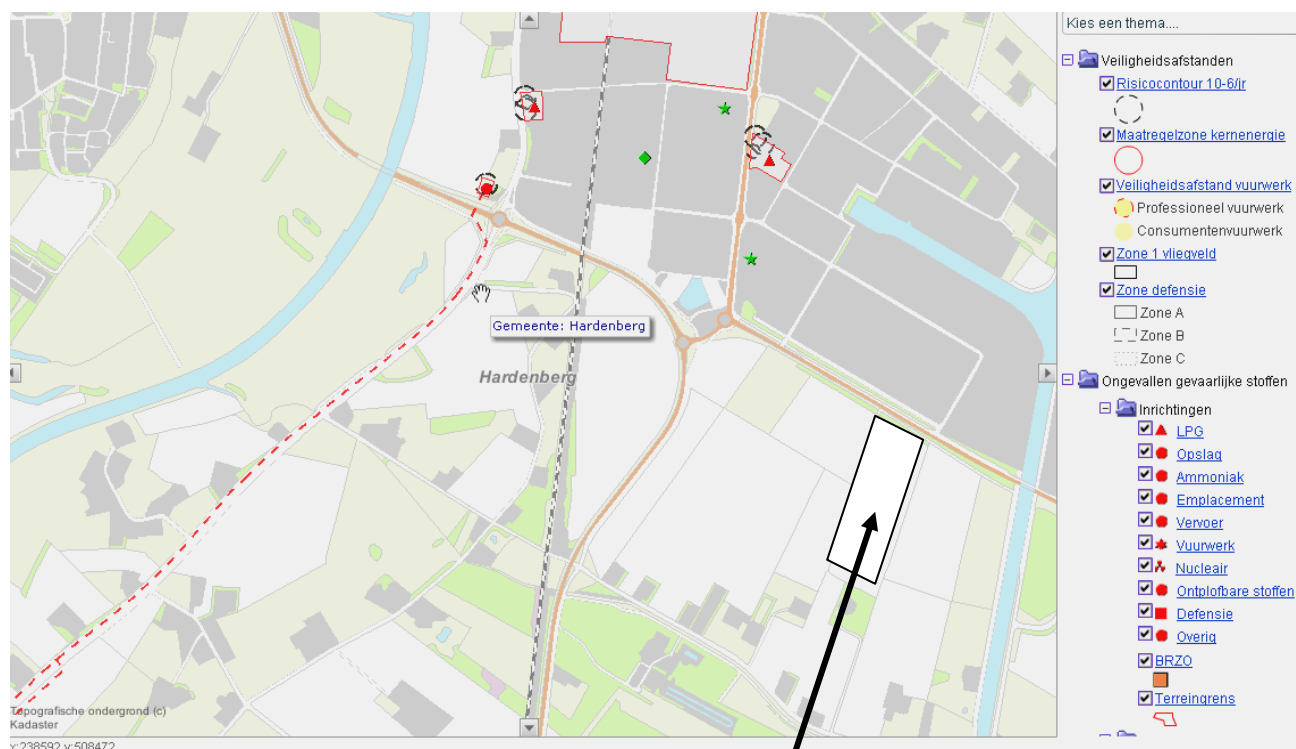 Kies een thema....
Veiligheidsafstanden
Risicocontour 10-6/jr
Maatregelzone kernenergie
Veiligheidsafstand vuurwerk
Professioneel vuurwerk
Consumentenvuurwerk
Zone 1 vliegveld
Zone defensie
Zone A
Zone B
Zone C
Ongevallen gevaarlijke stoffen
Inrichtingen
LPG
Opslag
Ammoniak
Emplacement
Vervoer
Vuurwerk
Nucleair
Ontplofbare stoffen
Defensie
Overig
BRZO
Terreingrens
Gemeente: Hardenberg
Hardenberg
Topografische ondergrond (c)
Kadaster
x:238592 y:508472